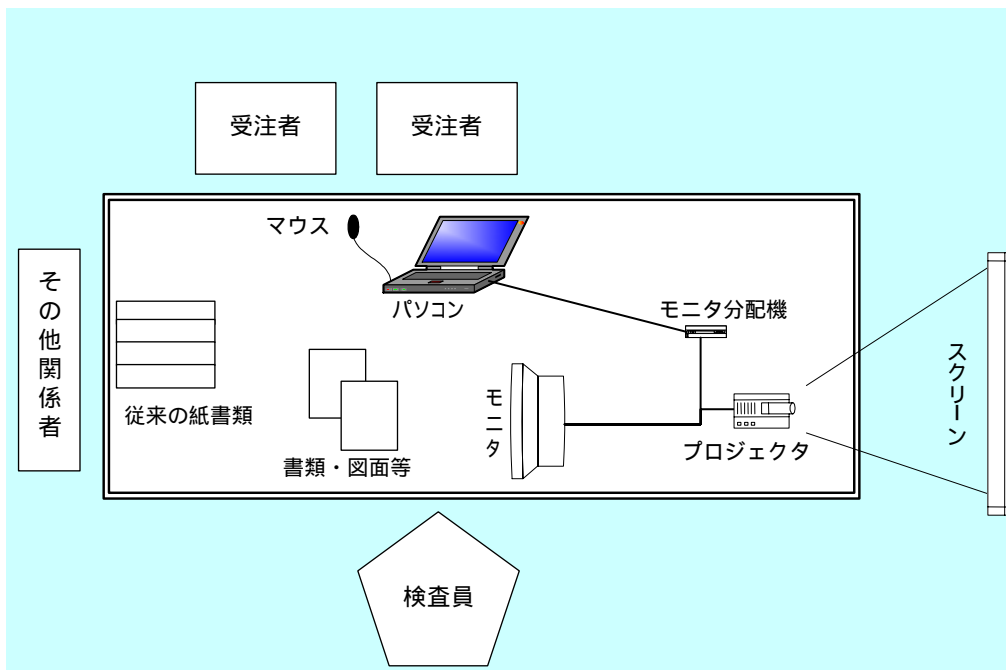 受注者
受注者
マウス
パソコン
モニタ分配機
その他関係者
従来の紙書類
書類・図面等
モニタ
プロジェクタ
スクリーン
検査員